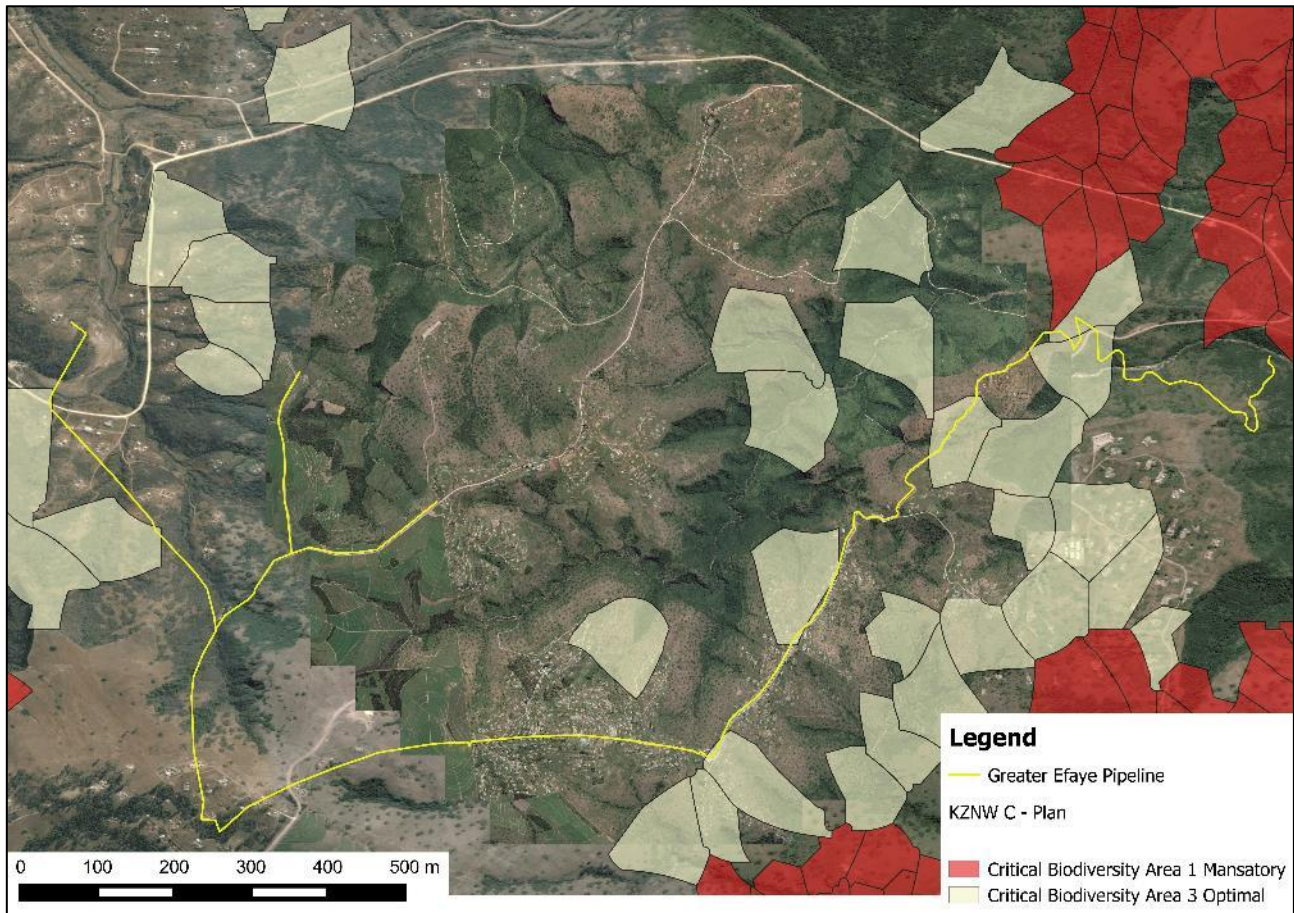 Legend
Greater Efaye Pipeline
KZNW C - Plan
Critical Biodiversity Area 1 Mansatory
Critical Biodiversity Area 3 Optimal
0 100 200 300 400 500 m